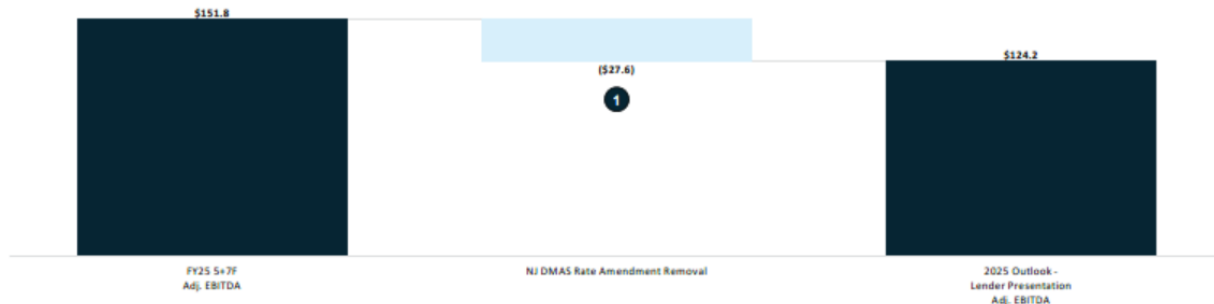 $151.8
($27.6)
1
$124.2
FY25 5+7F
Adj. EBITDA
NJ DMAS Rate Amendment Removal
2025 Outlook -
Lender Presentation
Adj. EBITDA